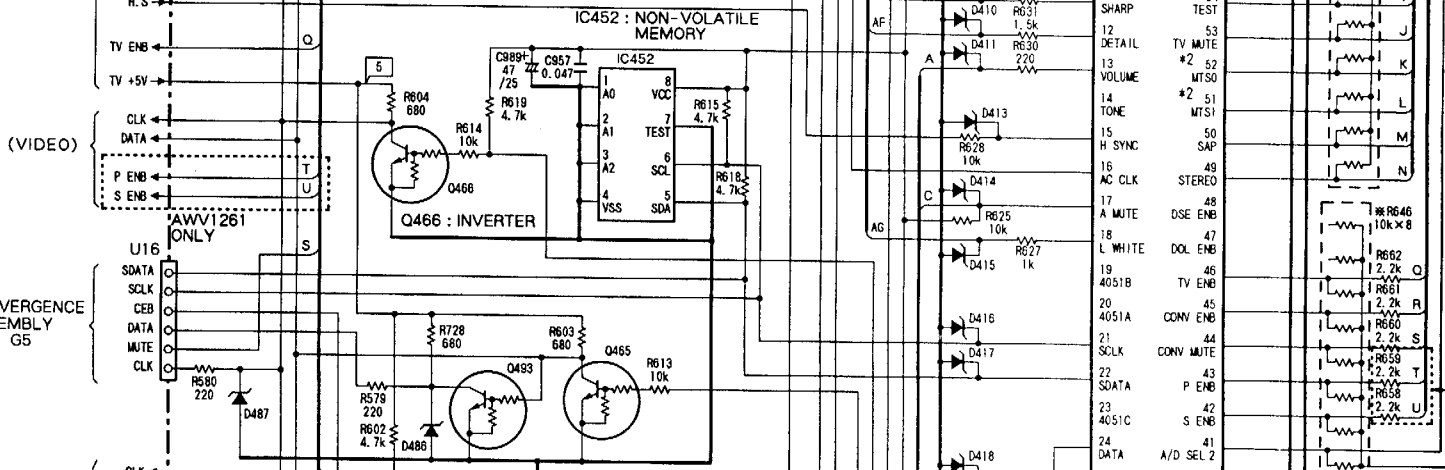 H.S
TV ENB
Q
TV +5V
5
CLK
DATA
(VIDEO)
P ENB
T
S ENB
U
AWV1261
ONLY
U16
S
SDATA
SCLK
CEB
DATA
MUTE
CLK
VERGENCE
EMBLY
G5
R580
220
D487
R604
680
R614
10k
R619
4.7k
Q466
Q466 : INVERTER
IC452 : NON-VOLATILE
MEMORY
C989+
47
/25
C957
0.047
IC452
1
A0
2
A1
3
A2
4
VSS
8
VCC
7
TEST
6
SCL
5
SDA
R615
4.7k
R618
4.7k
R728
680
R603
680
Q493
Q465
R613
10k
R579
220
R602
4.7k
D486
AF
A
C
AG
D410
R631
1.5k
D411
R630
220
D413
R628
10k
D414
R625
10k
D415
R627
1k
D416
D417
D418
SHARP
12
DETAIL
13
VOLUME
14
TONE
15
H SYNC
16
AC CLK
17
A MUTE
18
L WHITE
19
4051B
20
4051A
21
SCLK
22
SDATA
23
4051C
24
DATA
TEST
53
TV MUTE
*2 52
MTS0
*2 51
MTS1
50
SAP
49
STEREO
48
DSE ENB
47
DOL ENB
46
TV ENB
45
CONV ENB
44
CONV MUTE
43
P ENB
42
S ENB
41
A/D SEL 2
J
K
L
M
N
※R646
10k×8
R662
2.2k
Q
R661
2.2k
R
R660
2.2k
S
R659
2.2k
T
R658
2.2k
U